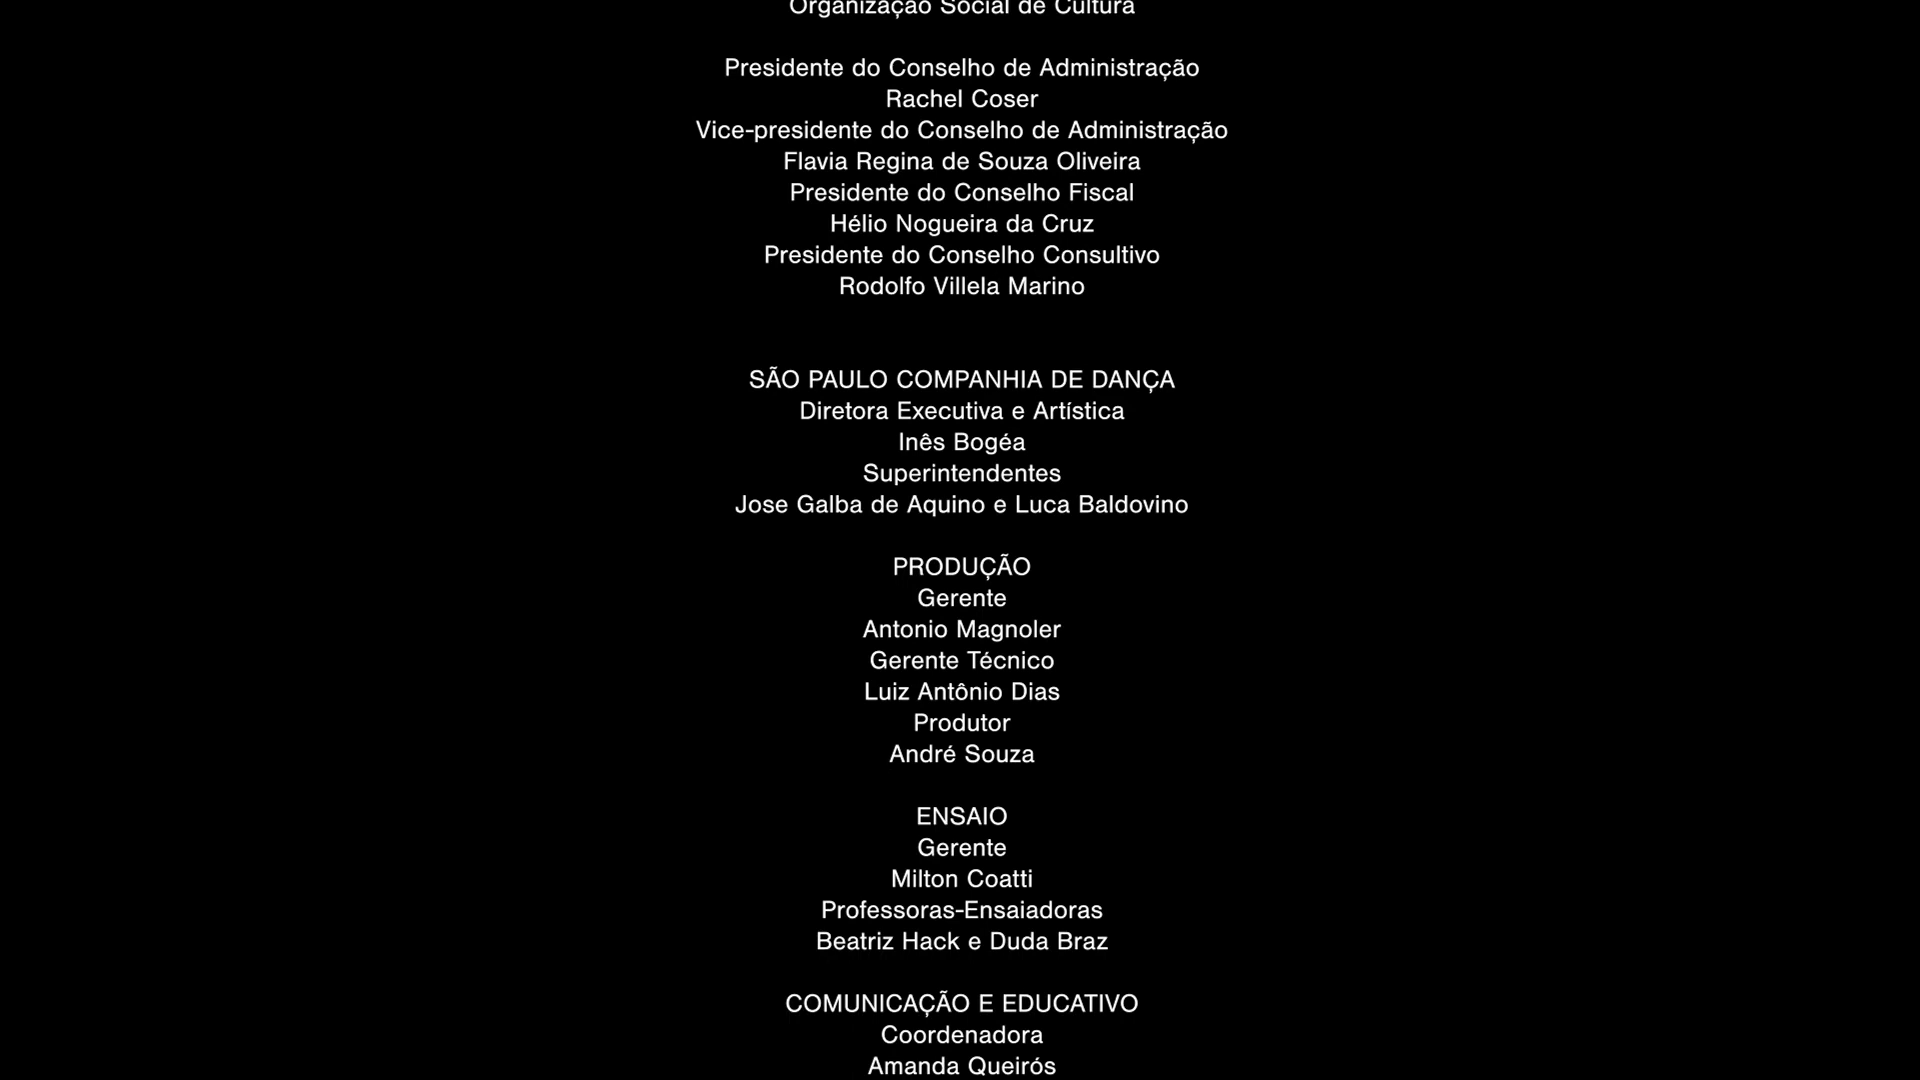 Organização Social de Cultura
Presidente do Conselho de Administração
Rachel Coser
Vice-presidente do Conselho de Administração
Flavia Regina de Souza Oliveira
Presidente do Conselho Fiscal
Hélio Nogueira da Cruz
Presidente do Conselho Consultivo
Rodolfo Villela Marino
SÃO PAULO COMPANHIA DE DANÇA
Diretora Executiva e Artística
Inês Bogéa
Superintendentes
Jose Galba de Aquino e Luca Baldovino
PRODUÇÃO
Gerente
Antonio Magnoler
Gerente Técnico
Luiz Antônio Dias
Produtor
André Souza
ENSAIO
Gerente
Milton Coatti
Professoras-Ensaiadoras
Beatriz Hack e Duda Braz
COMUNICAÇÃO E EDUCATIVO
Coordenadora
Amanda Queirós